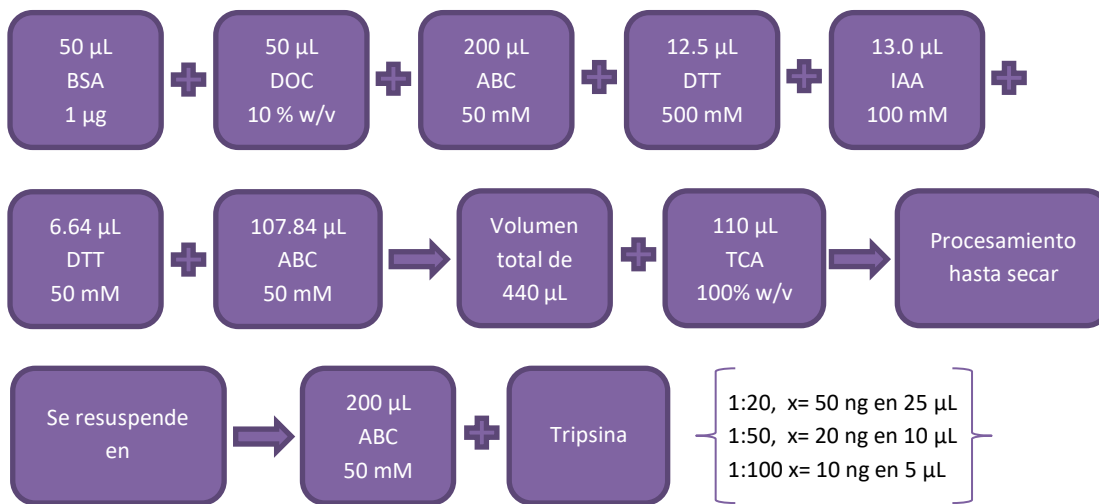 50 µL
BSA
1 µg
50 µL
DOC
10 % w/v
200 µL
ABC
50 mM
12.5 µL
DTT
500 mM
13.0 µL
IAA
100 mM
6.64 µL
DTT
50 mM
107.84 µL
ABC
50 mM
Volumen
total de
440 µL
110 µL
TCA
100% w/v
Procesamiento
hasta secar
Se resuspende
en
200 µL
ABC
50 mM
Tripsina
1:20, x= 50 ng en 25 µL
1:50, x= 20 ng en 10 µL
1:100 x= 10 ng en 5 µL